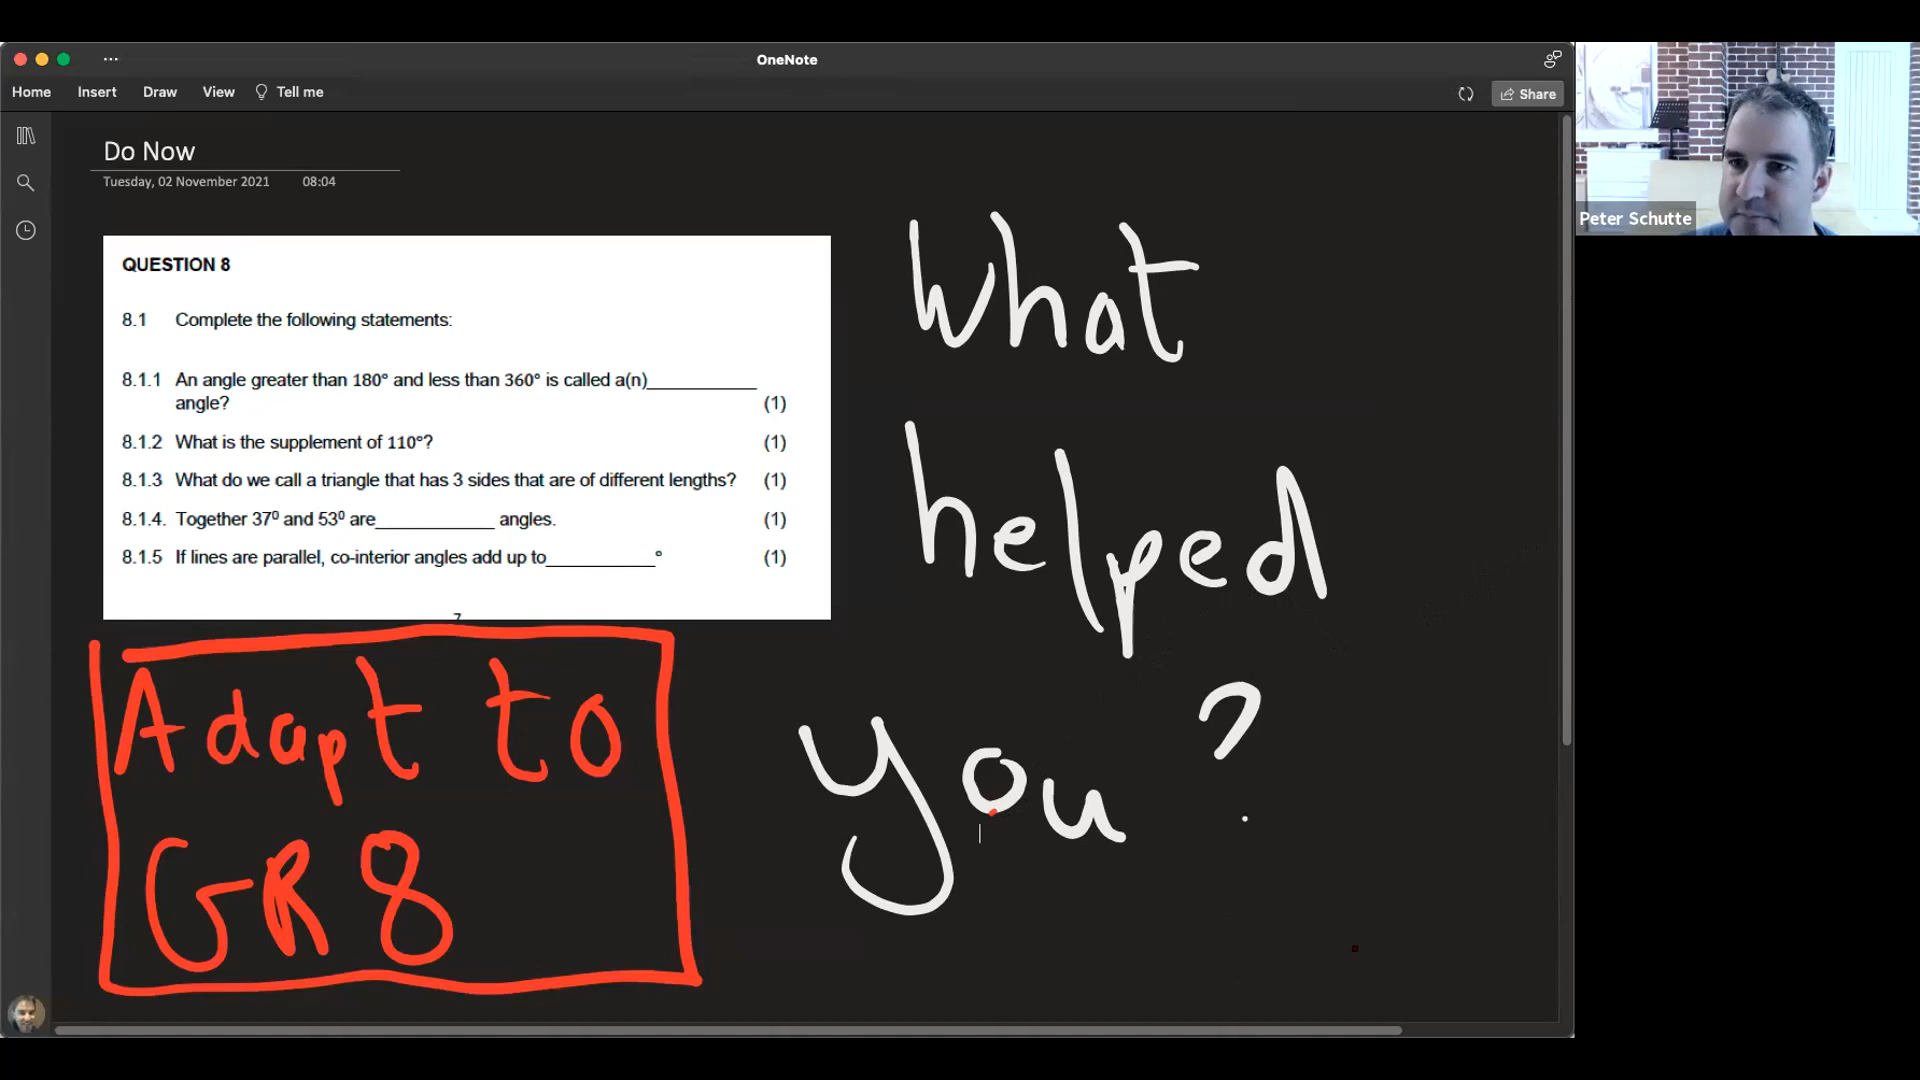 OneNote
Home Insert Draw View Tell me
Share
Do Now
Tuesday, 02 November 2021 08:04
QUESTION 8
8.1 Complete the following statements:
8.1.1 An angle greater than 180° and less than 360° is called a(n)___________
angle? (1)
8.1.2 What is the supplement of 110°? (1)
8.1.3 What do we call a triangle that has 3 sides that are of different lengths? (1)
8.1.4. Together 37⁰ and 53⁰ are____________ angles. (1)
8.1.5 If lines are parallel, co-interior angles add up to___________° (1)
7
Adapt to
GR 8
What
helped
you ?
Peter Schutte